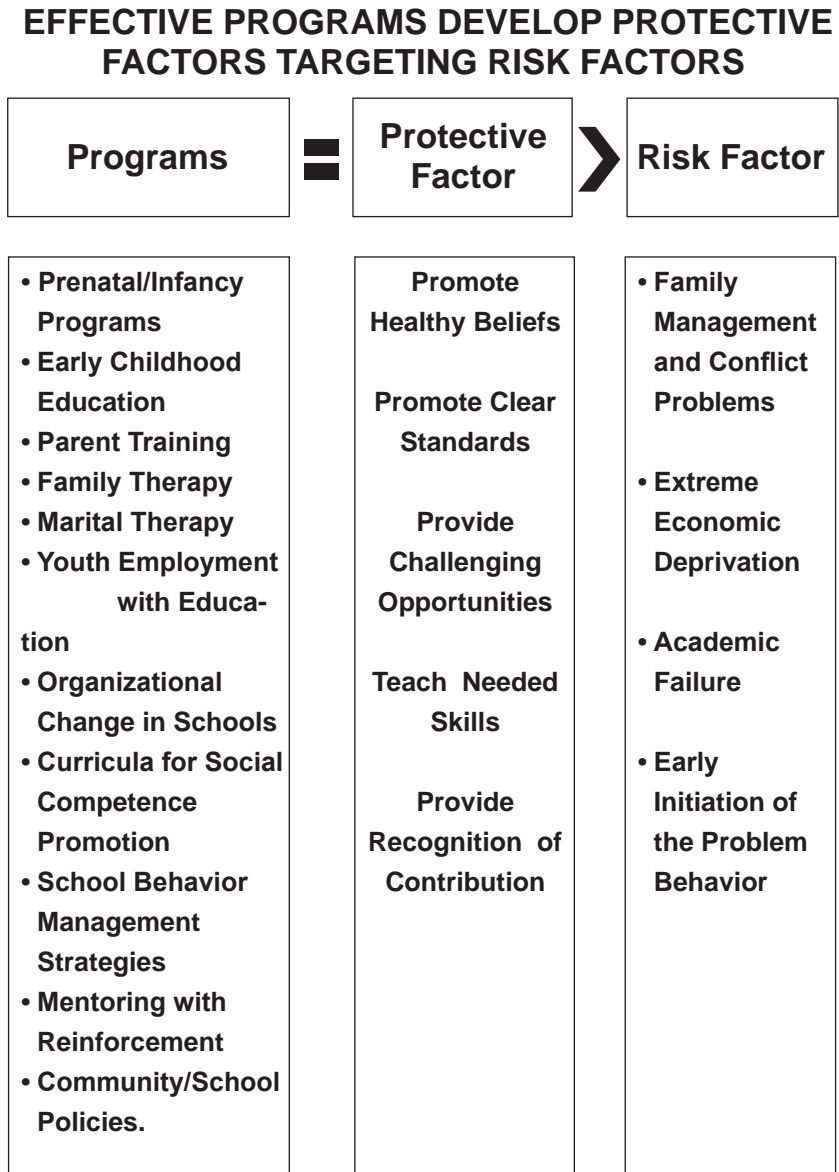 EFFECTIVE PROGRAMS DEVELOP PROTECTIVE
FACTORS TARGETING RISK FACTORS
Programs
Protective
Factor
Risk Factor
• Prenatal/Infancy
Programs
• Early Childhood
Education
• Parent Training
• Family Therapy
• Marital Therapy
• Youth Employment
with Educa-
tion
• Organizational
Change in Schools
• Curricula for Social
Competence
Promotion
• School Behavior
Management
Strategies
• Mentoring with
Reinforcement
• Community/School
Policies.
Promote
Healthy Beliefs
Promote Clear
Standards
Provide
Challenging
Opportunities
Teach Needed
Skills
Provide
Recognition of
Contribution
• Family
Management
and Conflict
Problems
• Extreme
Economic
Deprivation
• Academic
Failure
• Early
Initiation of
the Problem
Behavior